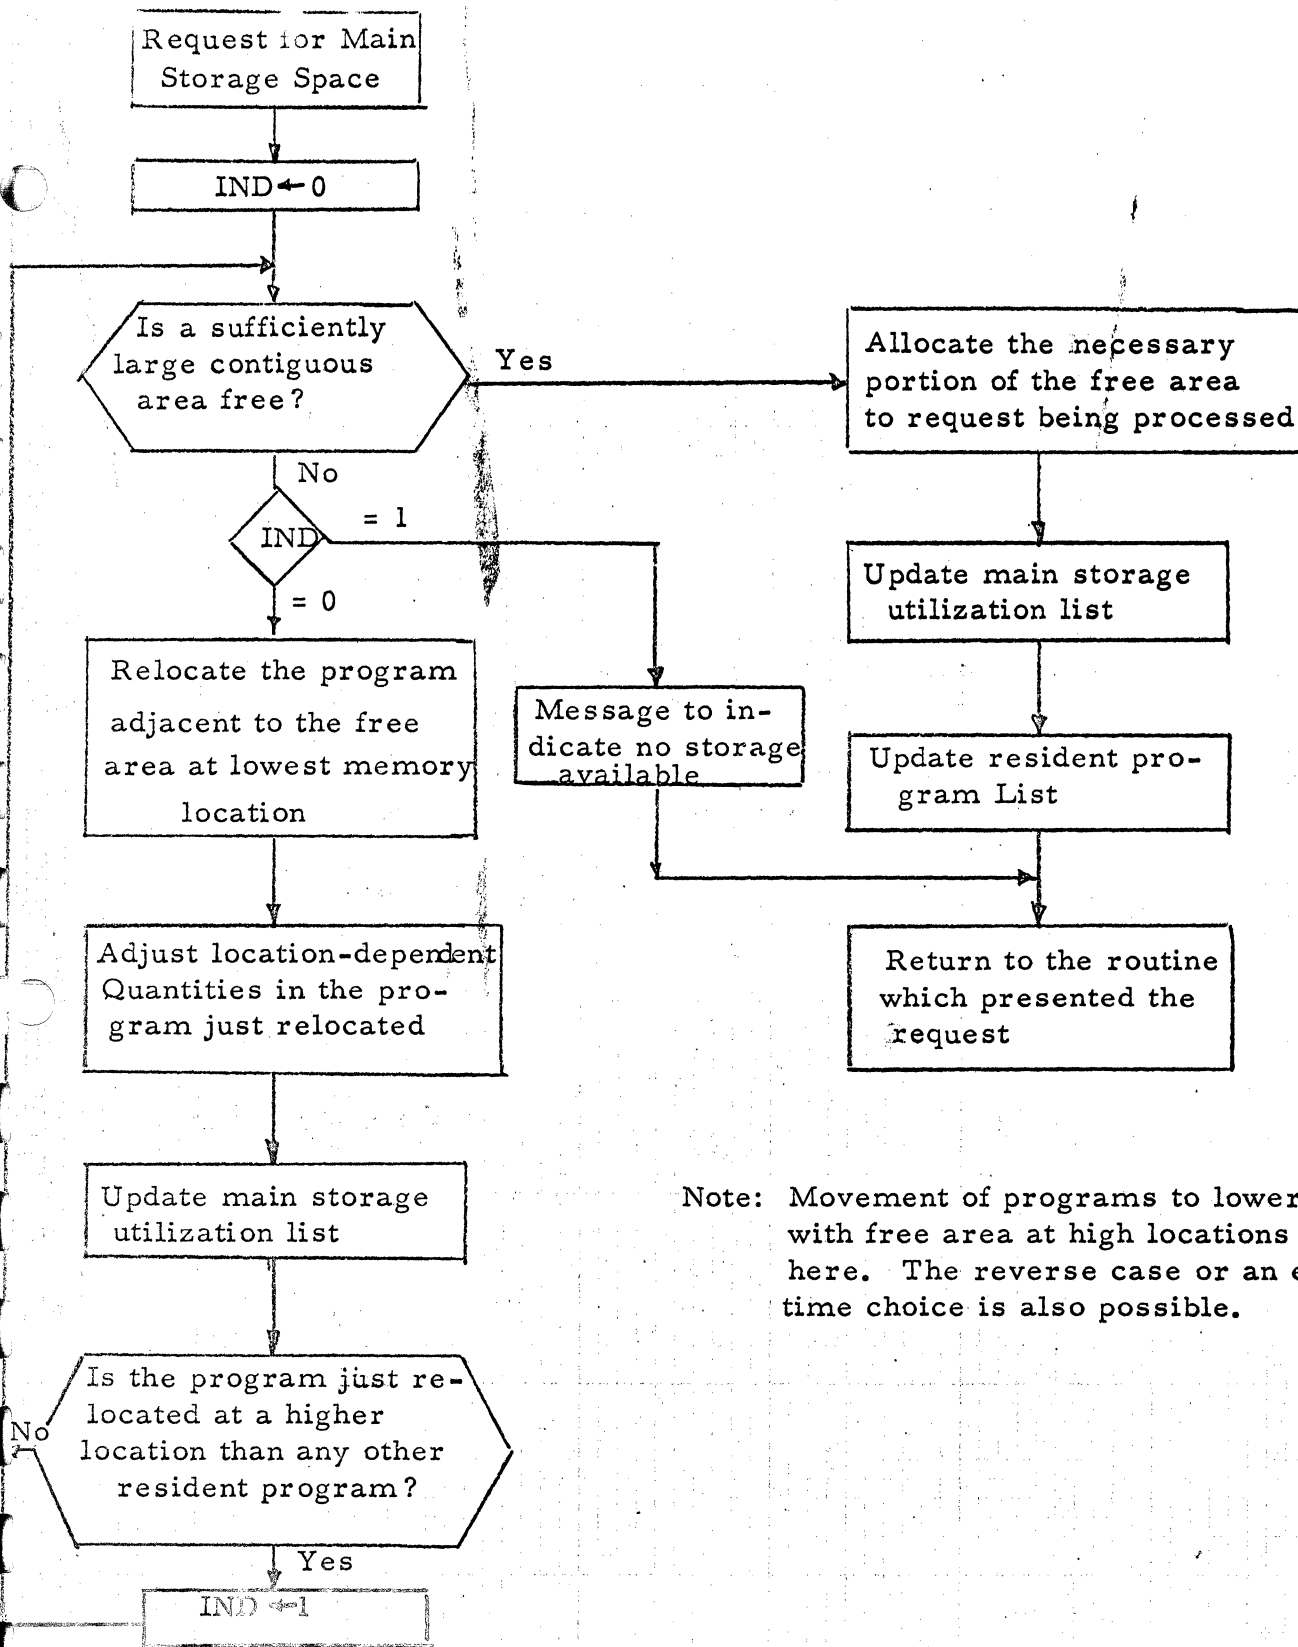 Request for Main
Storage Space
IND←0
Is a sufficiently
large contiguous
area free?
Yes
No
IND
= 1
= 0
Relocate the program
adjacent to the free
area at lowest memory
location
Message to in-
dicate no storage
available
Adjust location-dependent
Quantities in the pro-
gram just relocated
Update main storage
utilization list
Is the program just re-
located at a higher
location than any other
resident program?
No
Yes
IND ←1
Allocate the necessary
portion of the free area
to request being processed
Update main storage
utilization list
Update resident pro-
gram List
Return to the routine
which presented the
request
Note: Movement of programs to lower
with free area at high locations
here. The reverse case or an
time choice is also possible.